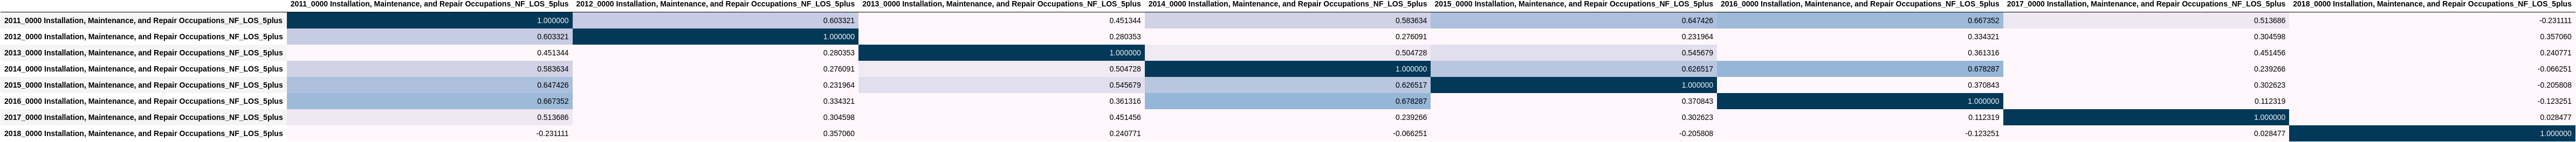 2011_0000 Installation, Maintenance, and Repair Occupations_NF_LOS_5plus 2012_0000 Installation, Maintenance, and Repair Occupations_NF_LOS_5plus 2013_0000 Installation, Maintenance, and Repair Occupations_NF_LOS_5plus 2014_0000 Installation, Maintenance, and Repair Occupations_NF_LOS_5plus 2015_0000 Installation, Maintenance, and Repair Occupations_NF_LOS_5plus 2016_0000 Installation, Maintenance, and Repair Occupations_NF_LOS_5plus 2017_0000 Installation, Maintenance, and Repair Occupations_NF_LOS_5plus 2018_0000 Installation, Maintenance, and Repair Occupations_NF_LOS_5plus
2011_0000 Installation, Maintenance, and Repair Occupations_NF_LOS_5plus 1.000000 0.603321 0.451344 0.583634 0.647426 0.667352 0.513686 -0.231111
2012_0000 Installation, Maintenance, and Repair Occupations_NF_LOS_5plus 0.603321 1.000000 0.280353 0.276091 0.231964 0.334321 0.304598 0.357060
2013_0000 Installation, Maintenance, and Repair Occupations_NF_LOS_5plus 0.451344 0.280353 1.000000 0.504728 0.545679 0.361316 0.451456 0.240771
2014_0000 Installation, Maintenance, and Repair Occupations_NF_LOS_5plus 0.583634 0.276091 0.504728 1.000000 0.626517 0.678287 0.239266 -0.066251
2015_0000 Installation, Maintenance, and Repair Occupations_NF_LOS_5plus 0.647426 0.231964 0.545679 0.626517 1.000000 0.370843 0.302623 -0.205808
2016_0000 Installation, Maintenance, and Repair Occupations_NF_LOS_5plus 0.667352 0.334321 0.361316 0.678287 0.370843 1.000000 0.112319 -0.123251
2017_0000 Installation, Maintenance, and Repair Occupations_NF_LOS_5plus 0.513686 0.304598 0.451456 0.239266 0.302623 0.112319 1.000000 0.028477
2018_0000 Installation, Maintenance, and Repair Occupations_NF_LOS_5plus -0.231111 0.357060 0.240771 -0.066251 -0.205808 -0.123251 0.028477 1.000000